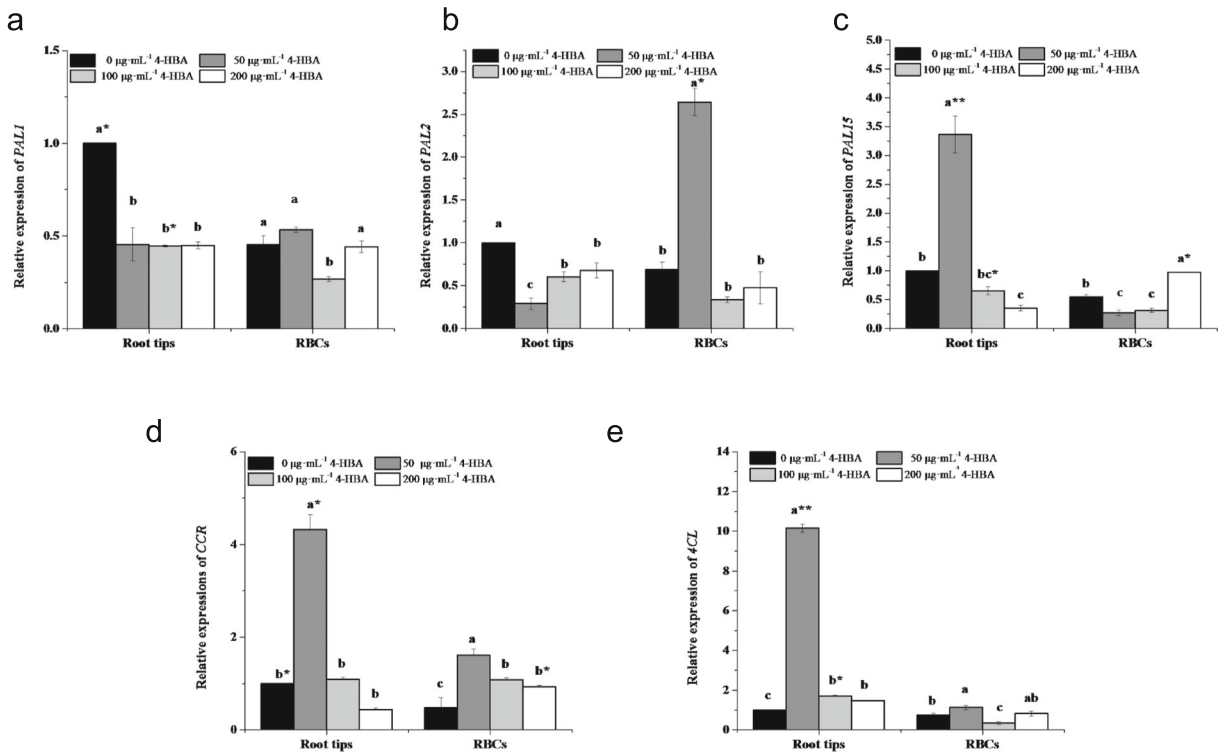 a
Relative expression of PAL1
1.5
1.0
0.5
0.0
0 μg·mL⁻¹ 4-HBA
50 μg·mL⁻¹ 4-HBA
100 μg·mL⁻¹ 4-HBA
200 μg·mL⁻¹ 4-HBA
a*
b
b*
b
a
a
b
a
Root tips
RBCs
b
Relative expression of PAL2
3.0
2.5
2.0
1.5
1.0
0.5
0.0
0 μg·mL⁻¹ 4-HBA
50 μg·mL⁻¹ 4-HBA
100 μg·mL⁻¹ 4-HBA
200 μg·mL⁻¹ 4-HBA
a
c
b
b
b
a*
b
b
Root tips
RBCs
c
Relative expression of PAL15
5.0
4.5
4.0
3.5
3.0
2.5
2.0
1.5
1.0
0.5
0.0
0 μg·mL⁻¹ 4-HBA
50 μg·mL⁻¹ 4-HBA
100 μg·mL⁻¹ 4-HBA
200 μg·mL⁻¹ 4-HBA
b
a**
bc*
c
b
c
c
a*
Root tips
RBCs
d
Relative expressions of CCR
6
4
2
0
0 μg·mL⁻¹ 4-HBA
50 μg·mL⁻¹ 4-HBA
100 μg·mL⁻¹ 4-HBA
200 μg·mL⁻¹ 4-HBA
b*
a*
b
b
c
a
b
b*
Root tips
RBCs
e
Relative expressions of 4CL
14
12
10
8
6
4
2
0
0 μg·mL⁻¹ 4-HBA
50 μg·mL⁻¹ 4-HBA
100 μg·mL⁻¹ 4-HBA
200 μg·mL⁻¹ 4-HBA
c
a**
b*
b
b
a
c
ab
Root tips
RBCs